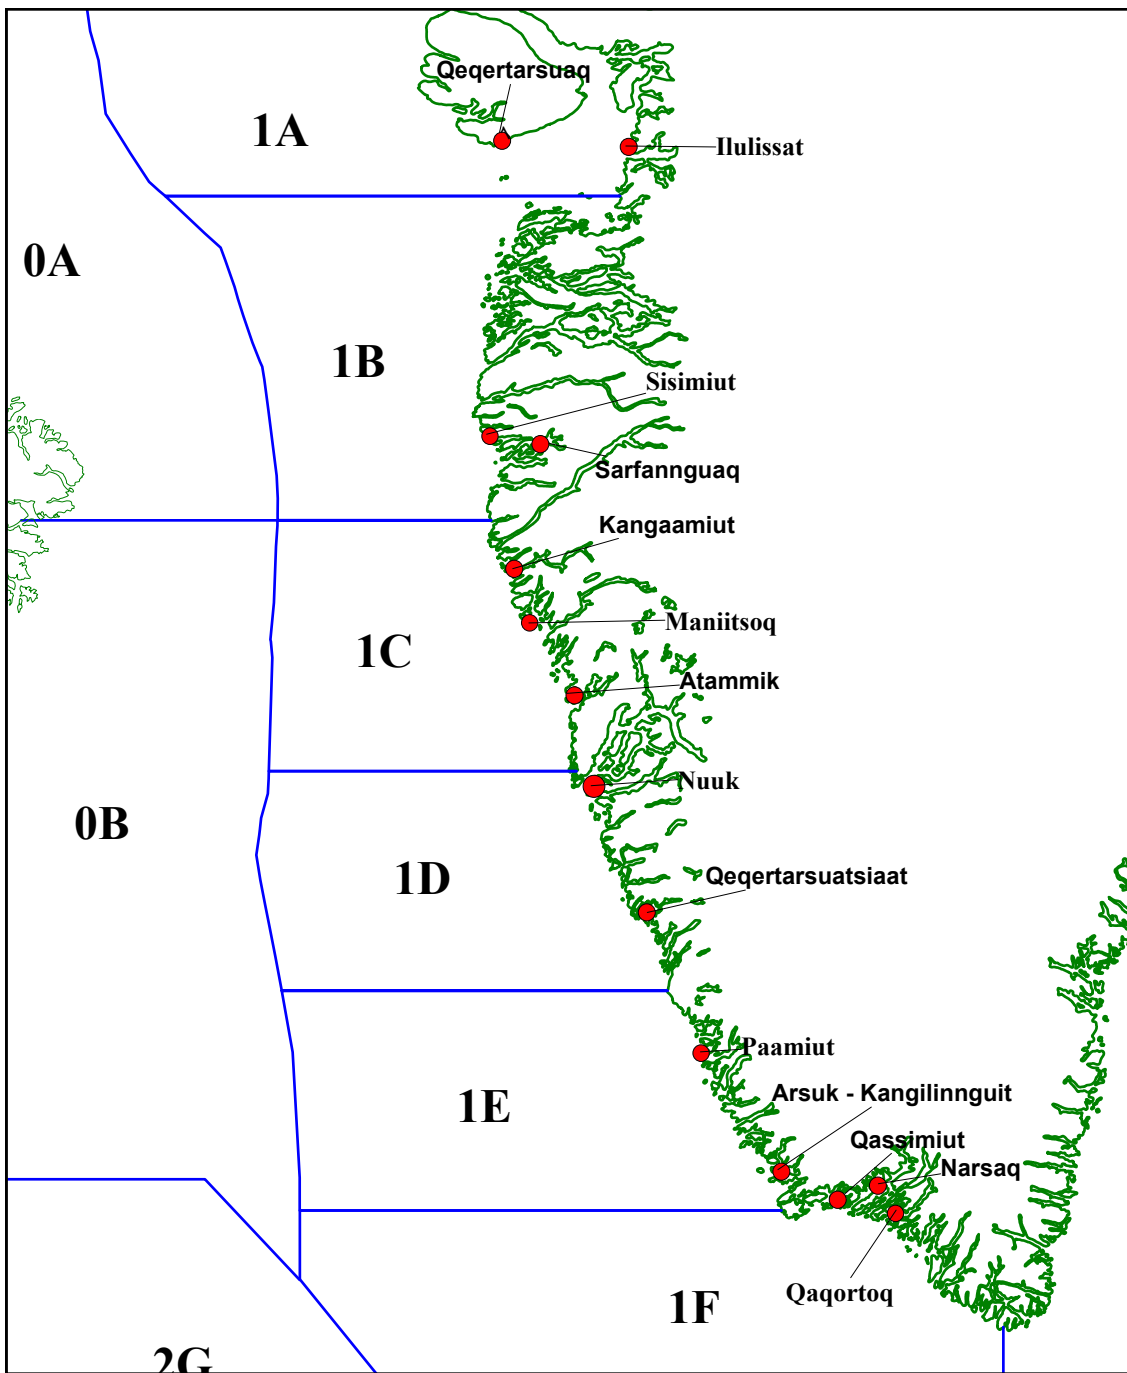 Qeqertarsuaq
1A
Ilulissat
0A
1B
Sisimiut
Sarfannguaq
Kangaamiut
Maniitsoq
1C
Atammik
Nuuk
0B
1D
Qeqertarsuatsiaat
Paamiut
Arsuk - Kangilinnguit
1E
Qassimiut
Narsaq
Qaqortoq
1F
2G